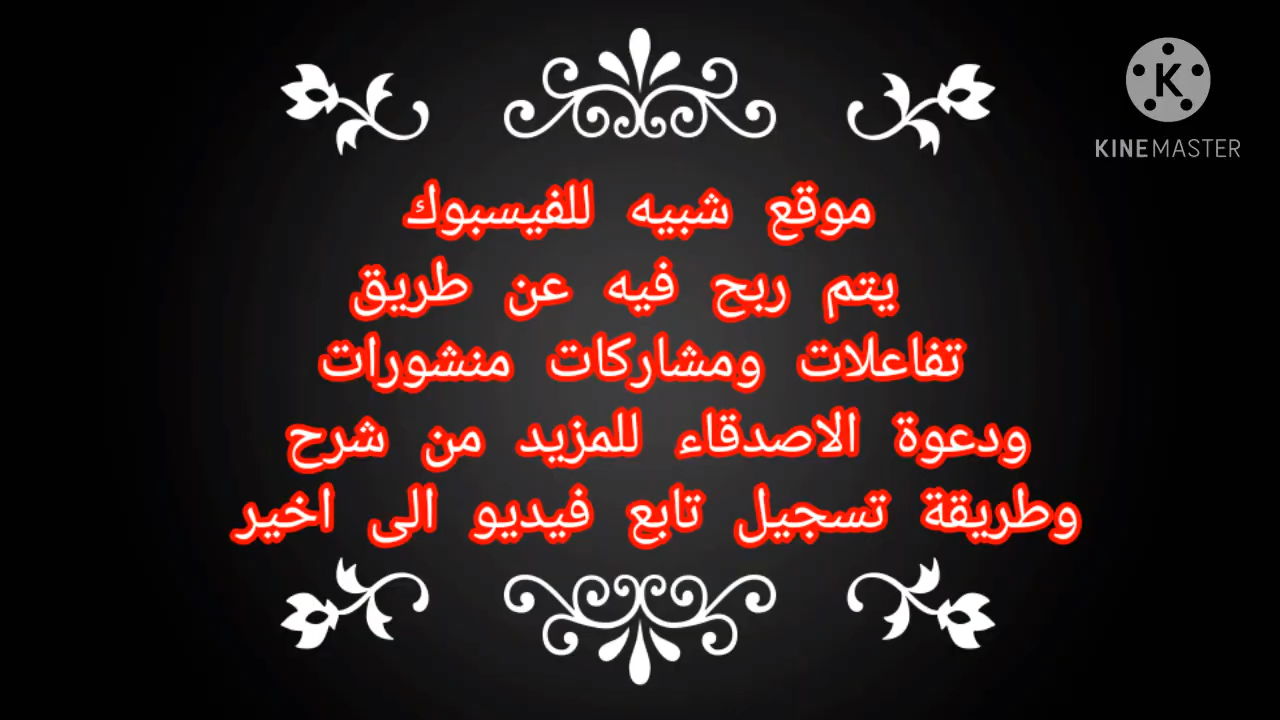 KINEMASTER
موقع شبيه للفيسبوك
يتم ربح فيه عن طريق
تفاعلات ومشاركات منشورات
ودعوة الاصدقاء للمزيد من شرح
وطريقة تسجيل تابع فيديو الى اخير